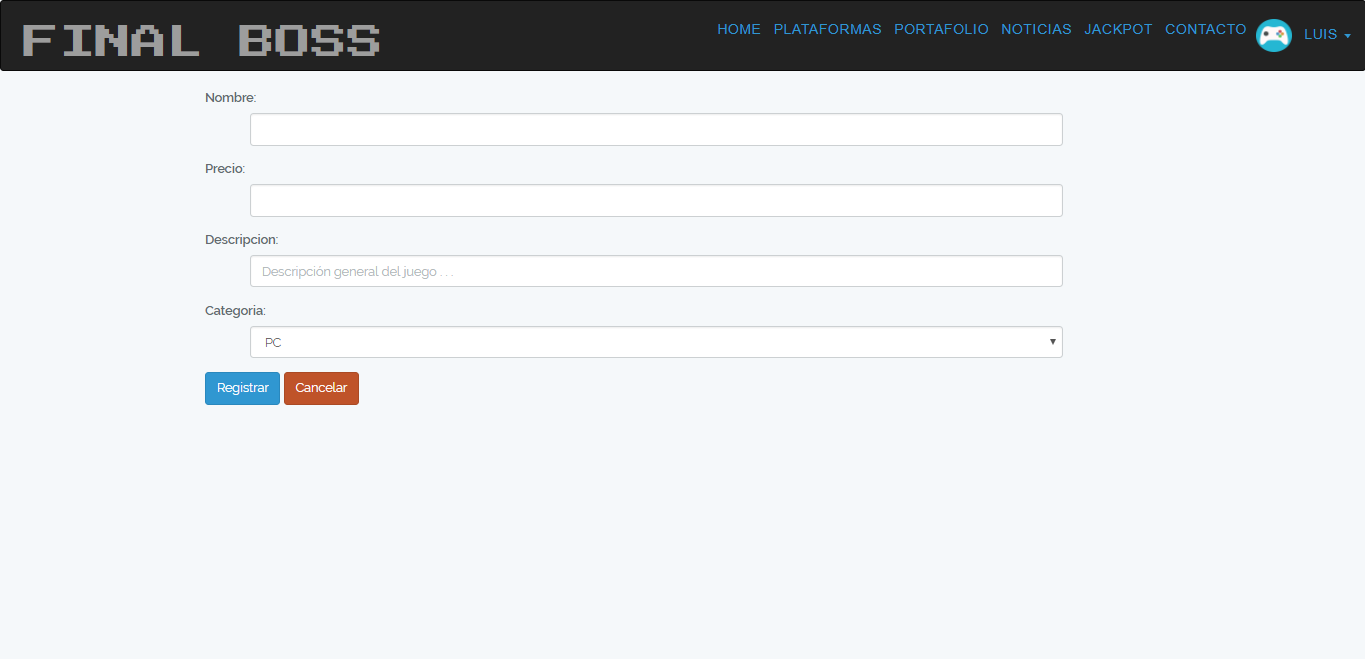 FINAL BOSS
HOME PLATAFORMAS PORTAFOLIO NOTICIAS JACKPOT CONTACTO LUIS
Nombre:
Precio:
Descripcion:
Descripción general del juego . . .
Categoria:
PC
Registrar Cancelar